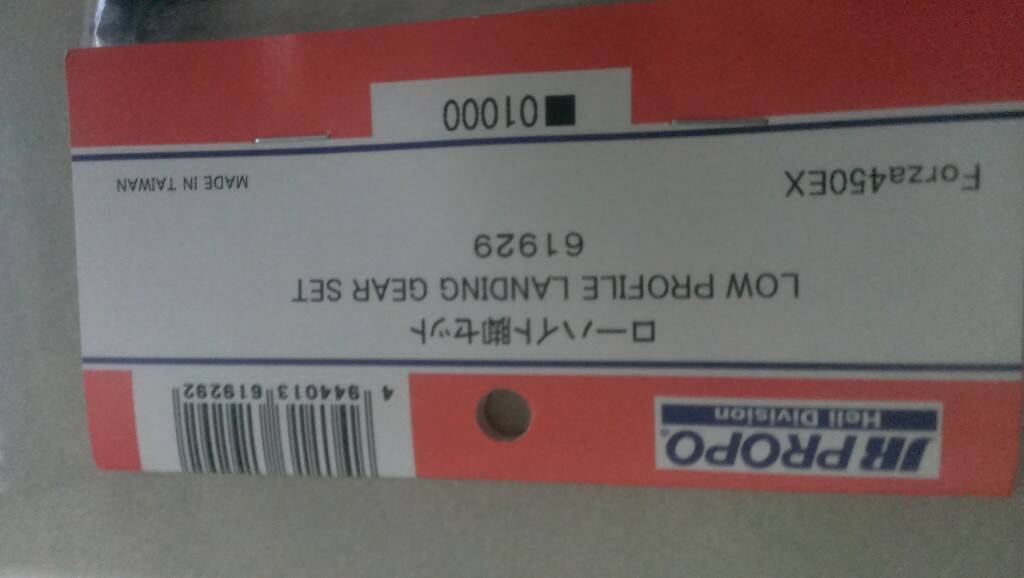 JR PROPO®
Heli Division
4 944013 619292
ローハイト脚セット
LOW PROFILE LANDING GEAR SET
61929
Forza450EX
MADE IN TAIWAN
■01000